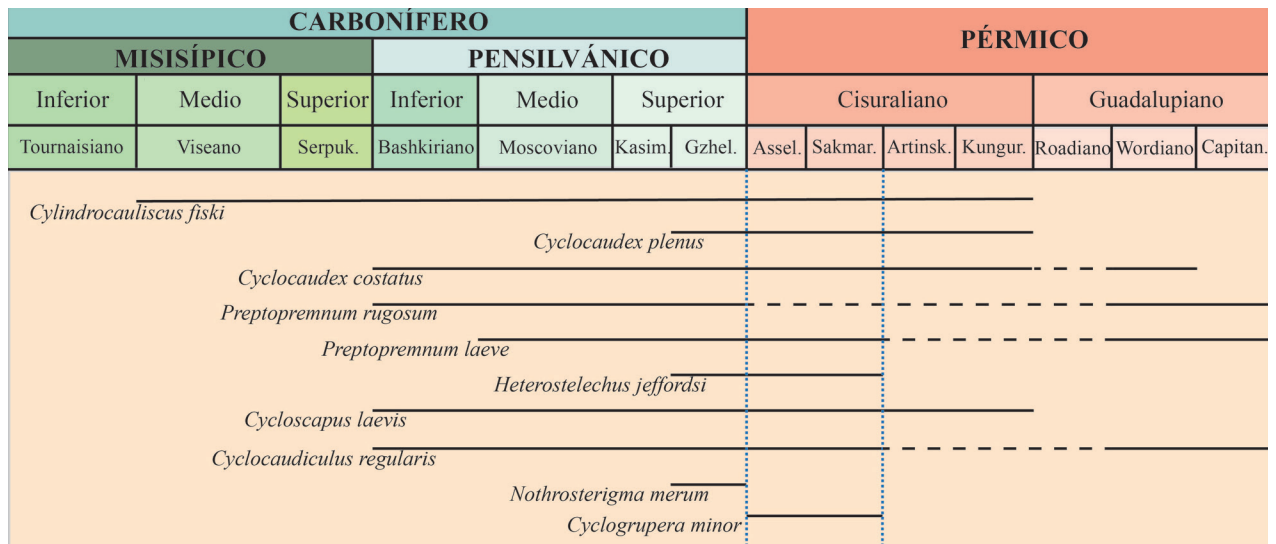 CARBONÍFERO PÉRMICO
MISISÍPICO PENSILVÁNICO
Inferior Medio Superior Inferior Medio Superior Cisuraliano Guadalupiano
Tournaisiano Viseano Serpuk. Bashkiriano Moscoviano Kasim. Gzhel. Assel. Sakmar. Artinsk. Kungur. Roadiano Wordiano Capitan.
Cylindrocauliscus fiski
Cyclocaudex plenus
Cyclocaudex costatus
Preptopremnum rugosum
Preptopremnum laeve
Heterostelechus jeffordsi
Cycloscapus laevis
Cyclocaudiculus regularis
Nothrosterigma merum
Cyclogrupera minor